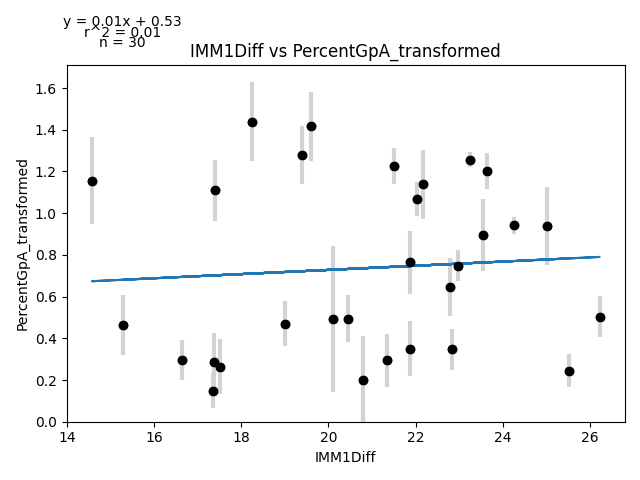 y = 0.01x + 0.53
r^2 = 0.01
n = 30
IMM1Diff vs PercentGpA_transformed
PercentGpA_transformed
1.6
1.4
1.2
1.0
0.8
0.6
0.4
0.2
0.0
14 16 18 20 22 24 26
IMM1Diff